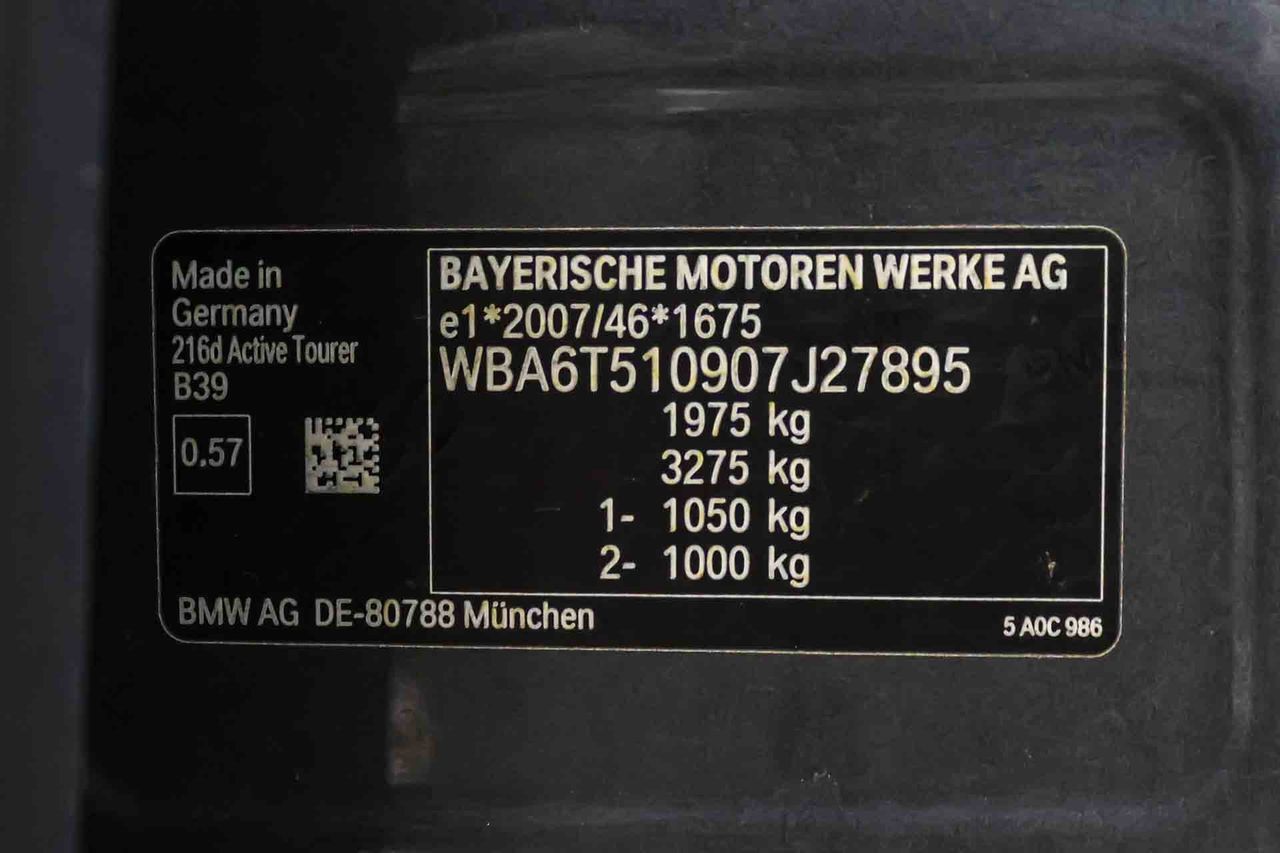 Made in
Germany
216d Active Tourer
B39
0.57
BAYERISCHE MOTOREN WERKE AG
e1*2007/46*1675
WBA6T510907J27895
1975 kg
3275 kg
1- 1050 kg
2- 1000 kg
BMW AG DE-80788 München
5 A0C 986